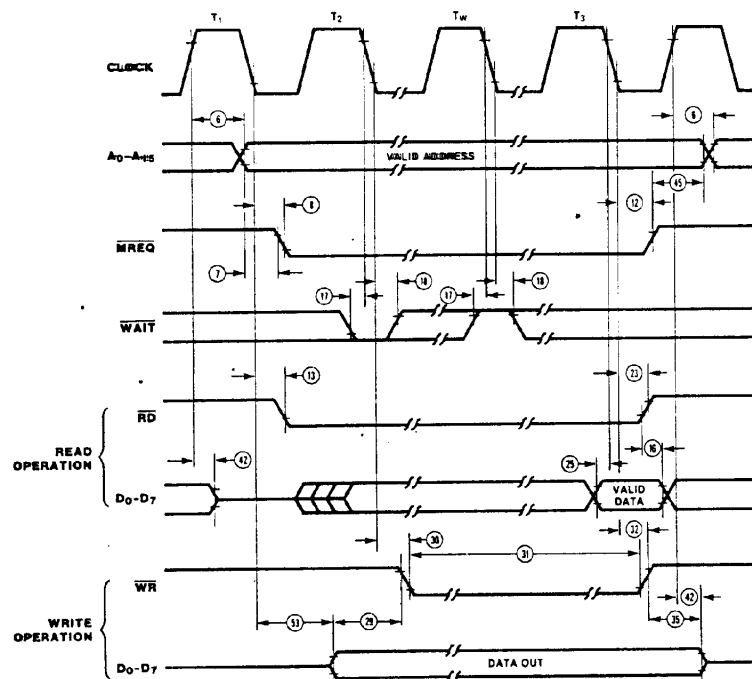 T₁ T₂ Tw T₃
CLOCK
6 6
A₀-A₁₅ VALID ADDRESS
45
8 12
MREQ
7
17 18 17 18
WAIT
13 23
RD
READ
OPERATION
16
42 25
D₀-D₇ VALID
DATA
30 31 32
WR
42
WRITE
OPERATION
53 29 35
D₀-D₇ DATA OUT